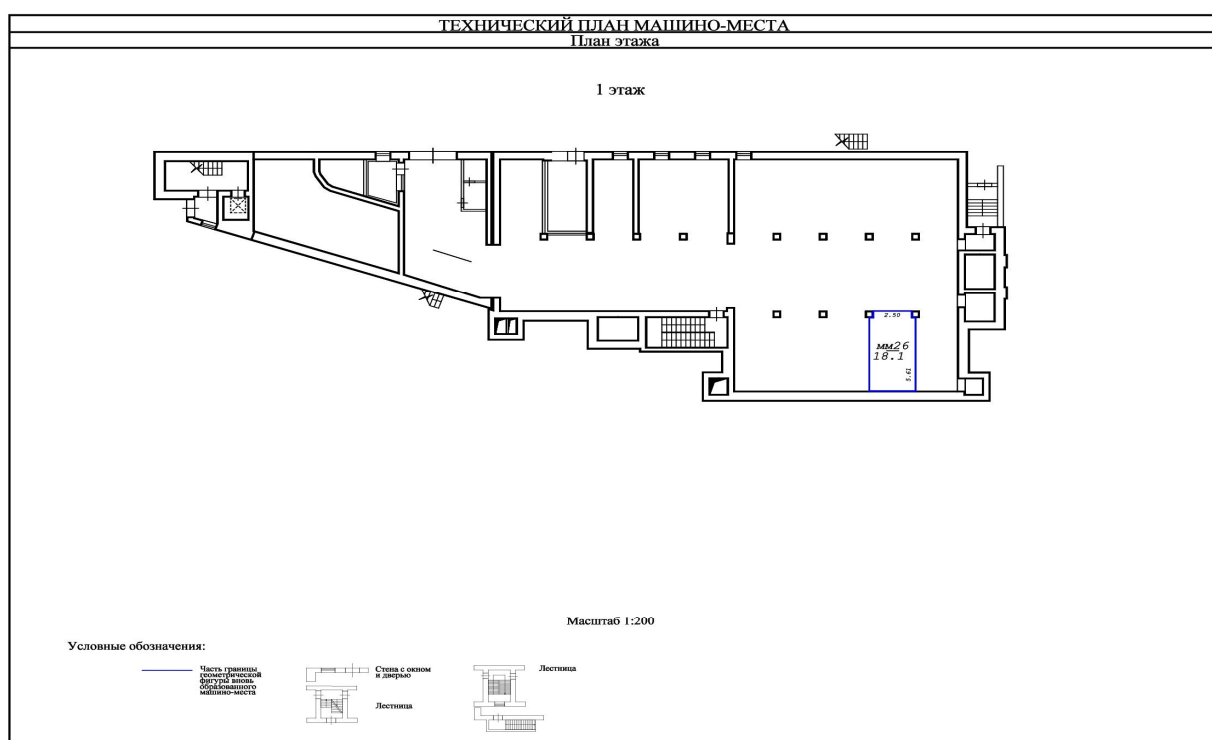 ТЕХНИЧЕСКИЙ ПЛАН МАШИНО-МЕСТА
План этажа
1 этаж
2.50
мм26
18.1
5.61
Масштаб 1:200
Условные обозначения:
Часть границы
геометрической
фигуры вновь
образованного
машино-места
Стена с окном
и дверью
Лестница
Лестница